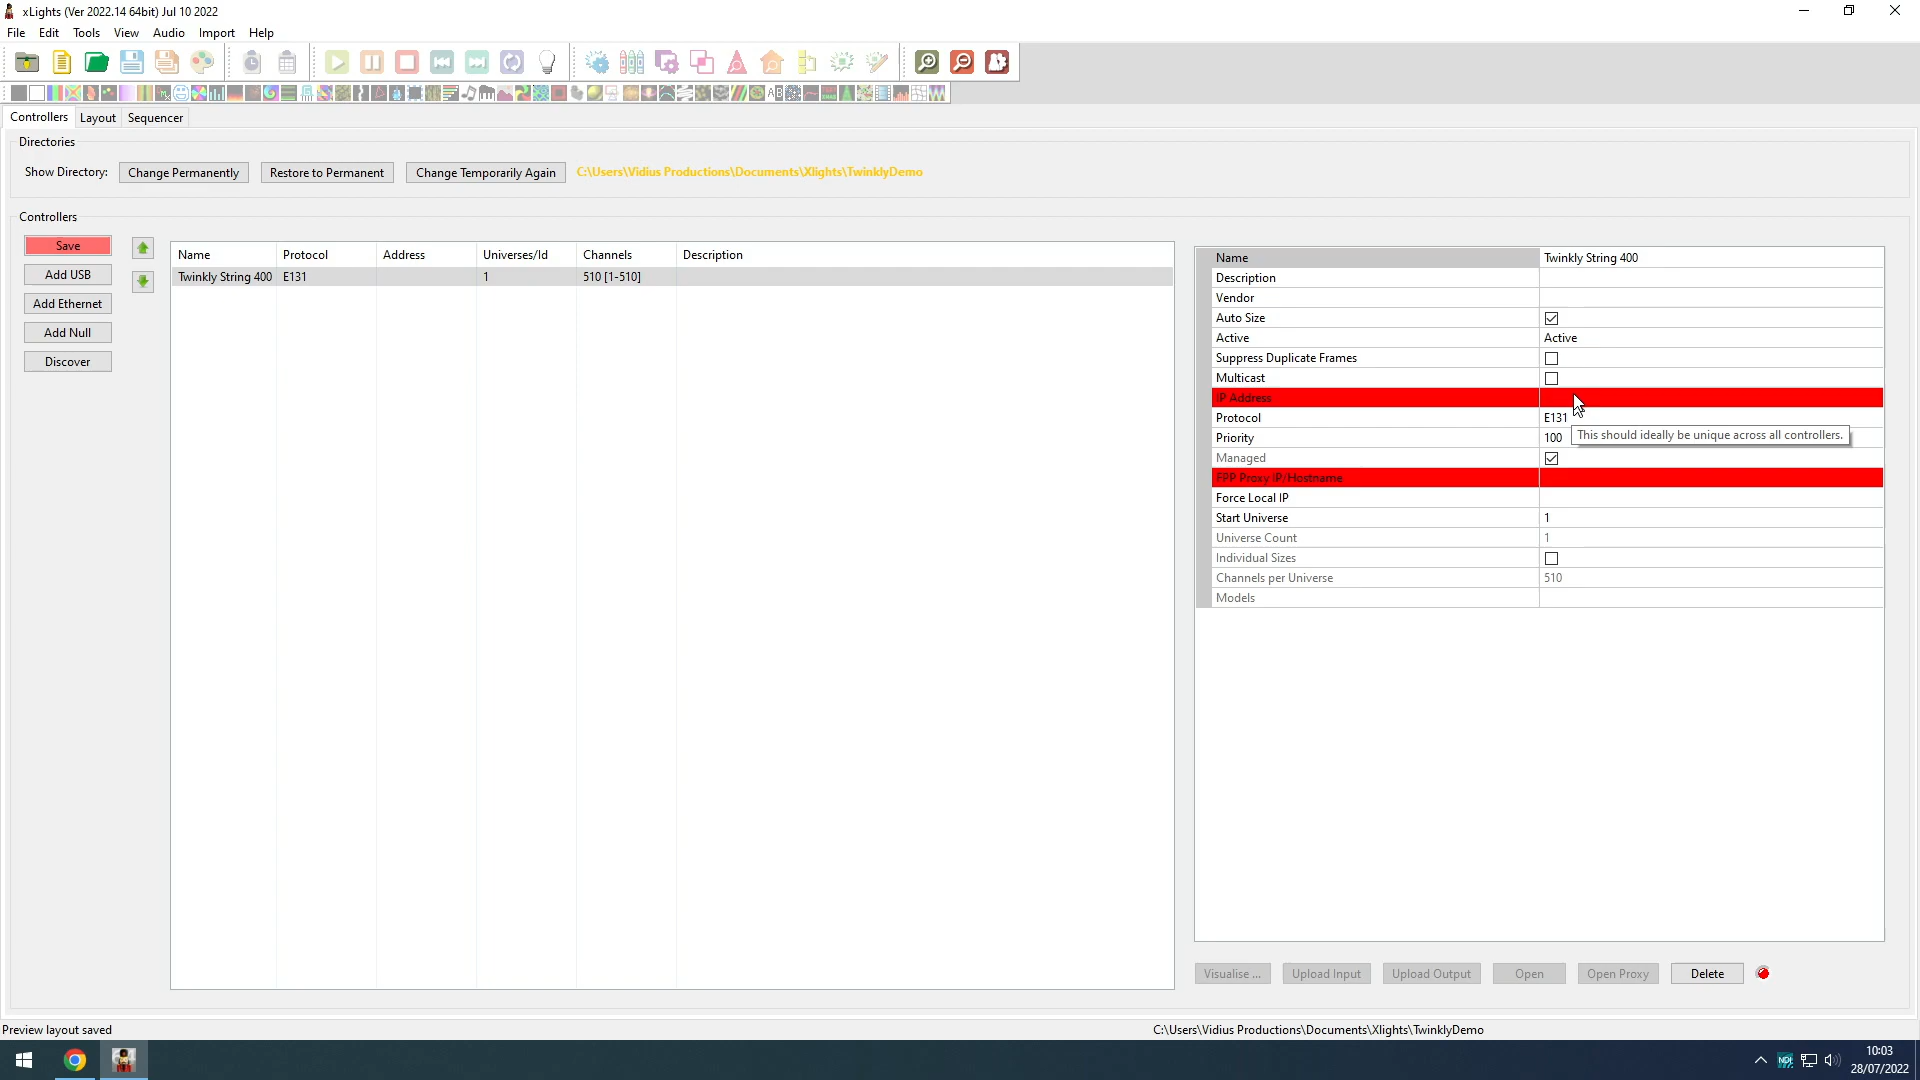 xLights (Ver 2022.14 64bit) Jul 10 2022
File Edit Tools View Audio Import Help
Controllers Layout Sequencer
Directories
Show Directory: Change Permanently Restore to Permanent Change Temporarily Again C:\Users\Vidius Productions\Documents\Xlights\TwinklyDemo
Controllers
Save
Add USB
Add Ethernet
Add Null
Discover
Name Protocol Address Universes/Id Channels Description
Twinkly String 400 E131 1 510 [1-510]
Name Twinkly String 400
Description
Vendor
Auto Size
Active Active
Suppress Duplicate Frames
Multicast
IP Address
Protocol E131
Priority 100
This should ideally be unique across all controllers.
Managed
FPP Proxy IP/Hostname
Force Local IP
Start Universe 1
Universe Count 1
Individual Sizes
Channels per Universe 510
Models
Visualise ... Upload Input Upload Output Open Open Proxy Delete
Preview layout saved C:\Users\Vidius Productions\Documents\Xlights\TwinklyDemo
10:03
28/07/2022